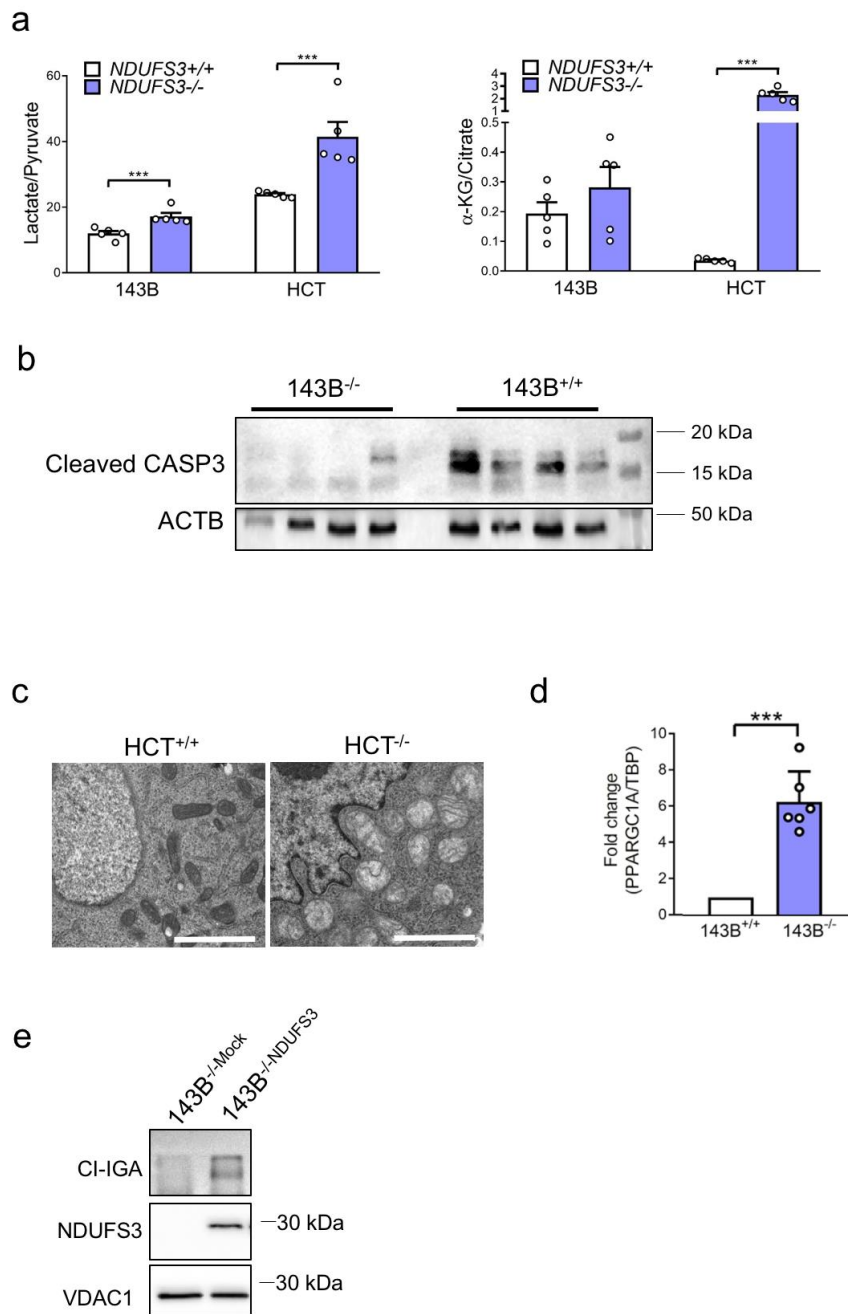 a
***
NDUFS3+/+
NDUFS3-/-
***
Lactate/Pyruvate
60
40
20
0
143B
HCT
***
NDUFS3+/+
NDUFS3-/-
α-KG/Citrate
4
3
2
1
0.5
0.4
0.3
0.2
0.1
0.0
143B
HCT
b
143B-/-
143B+/+
Cleaved CASP3
20 kDa
15 kDa
ACTB
50 kDa
c
HCT+/+
HCT-/-
d
***
Fold change
(PPARGC1A/TBP)
10
8
6
4
2
0
143B+/+
143B-/-
e
143B-/-Mock
143B-/-NDUFS3
CI-IGA
NDUFS3
30 kDa
VDAC1
30 kDa